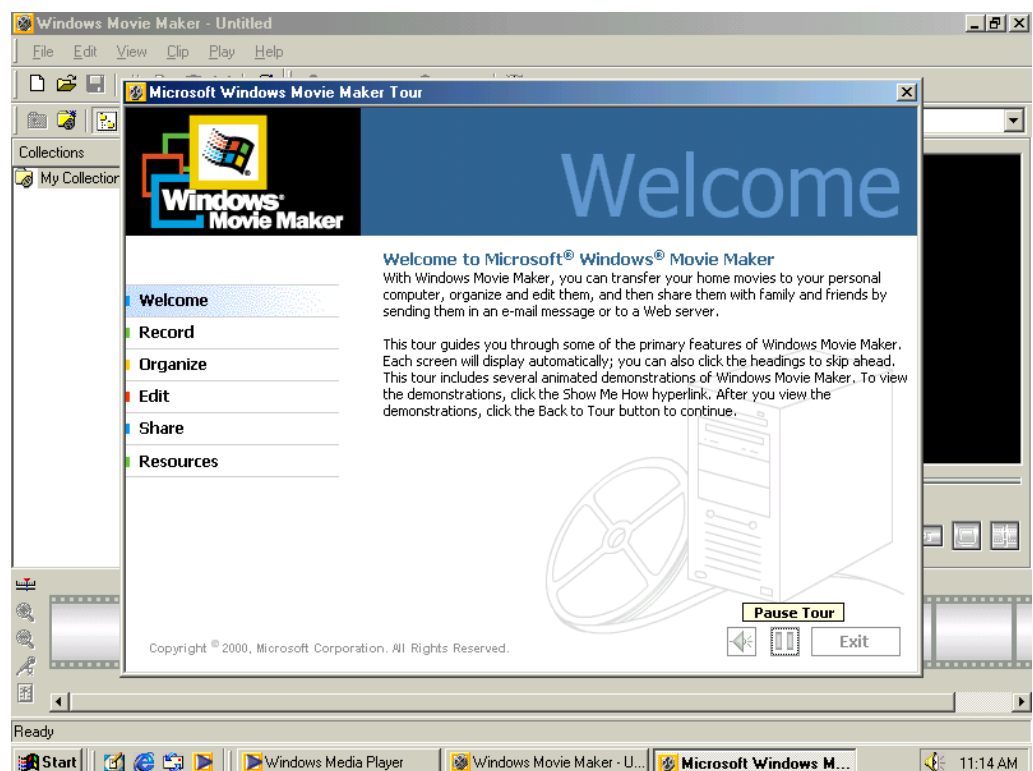 Windows Movie Maker - Untitled
File Edit View Clip Play Help
Microsoft Windows Movie Maker Tour
Collections
My Collection
Windows
Movie Maker
Welcome
Welcome to Microsoft® Windows® Movie Maker
With Windows Movie Maker, you can transfer your home movies to your personal
computer, organize and edit them, and then share them with family and friends by
sending them in an e-mail message or to a Web server.
This tour guides you through some of the primary features of Windows Movie Maker.
Each screen will display automatically; you can also click the headings to skip ahead.
This tour includes several animated demonstrations of Windows Movie Maker. To view
the demonstrations, click the Show Me How hyperlink. After you view the
demonstrations, click the Back to Tour button to continue.
Welcome
Record
Organize
Edit
Share
Resources
Pause Tour
Exit
Copyright © 2000, Microsoft Corporation. All Rights Reserved.
Ready
Start Windows Media Player Windows Movie Maker - U... Microsoft Windows M... 11:14 AM